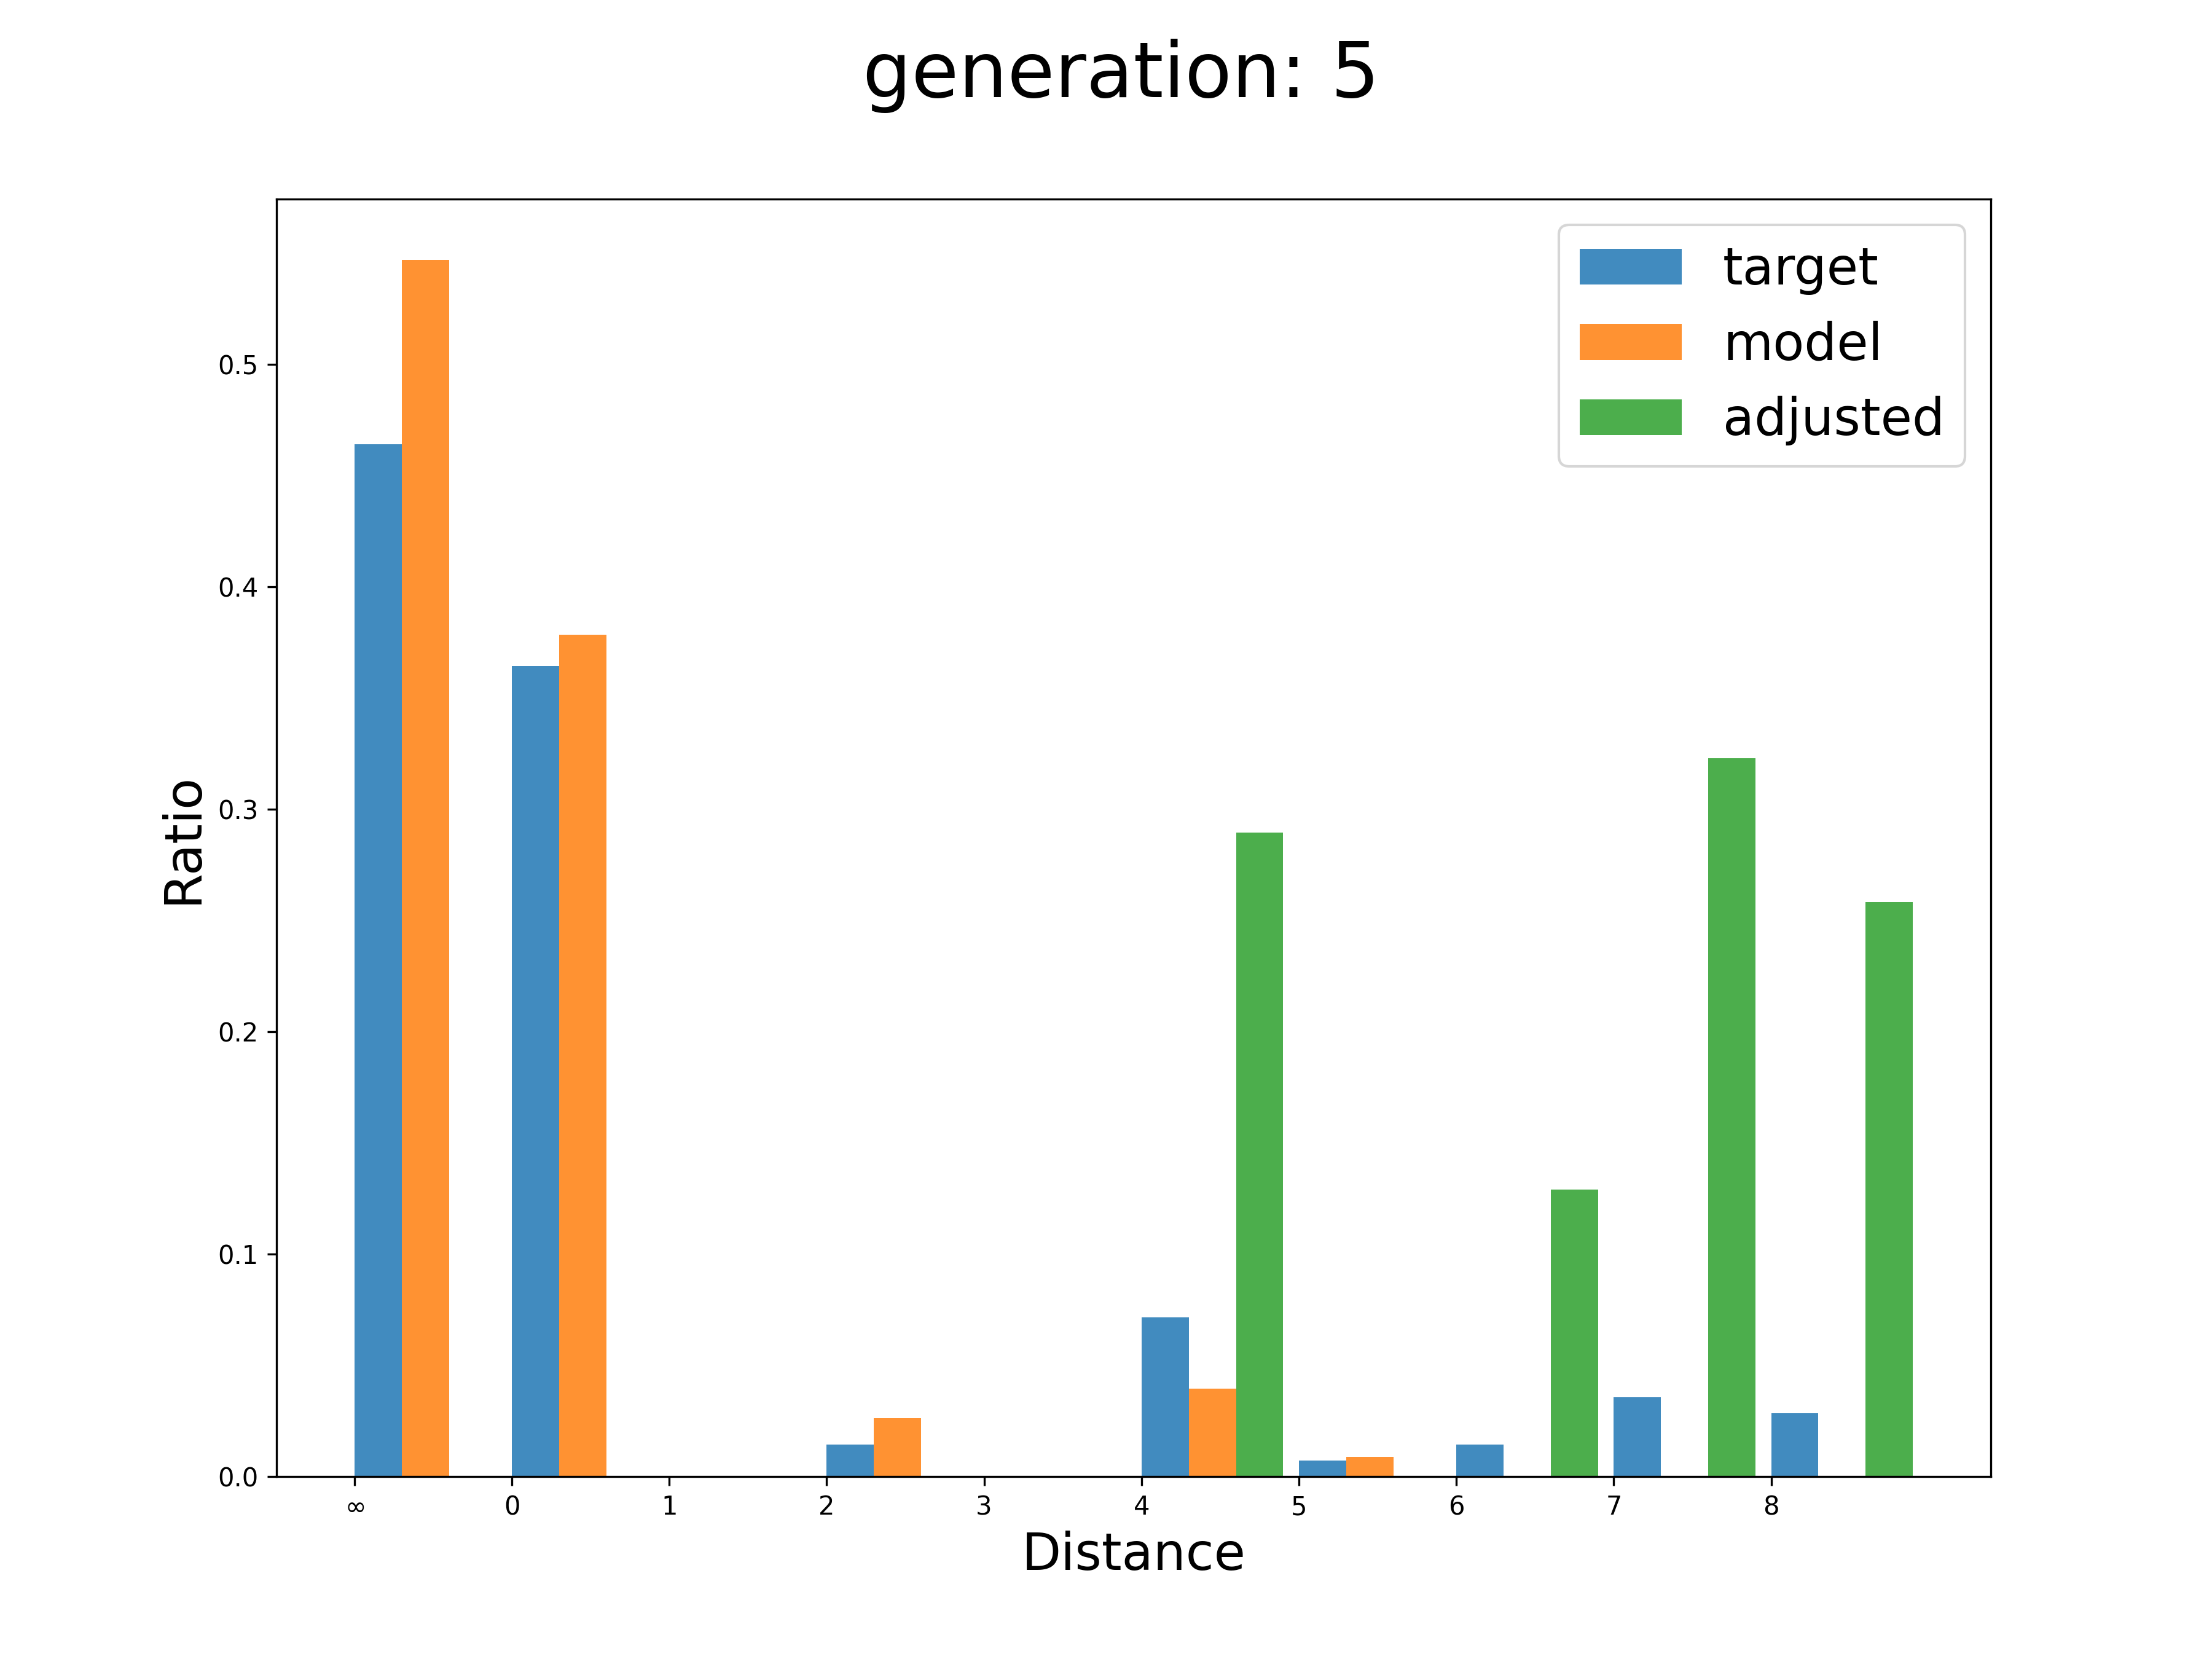 generation: 5
target
model
adjusted
0.5
0.4
0.3
0.2
0.1
0.0
Ratio
∞ 0 1 2 3 4 5 6 7 8
Distance